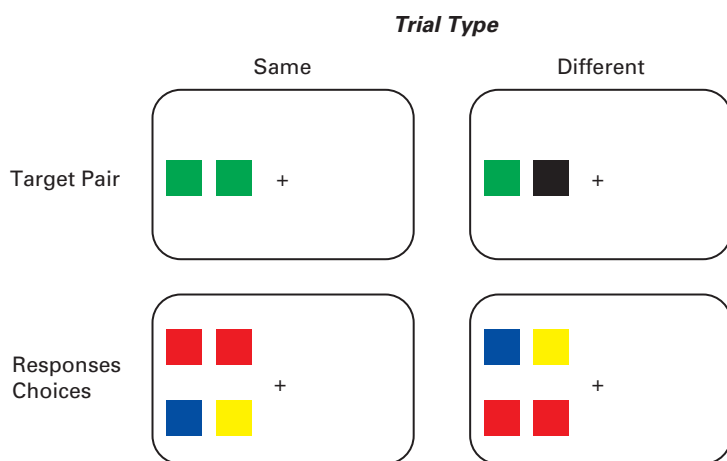 Trial Type
Same Different
Target Pair
+ +
Responses
Choices
+ +